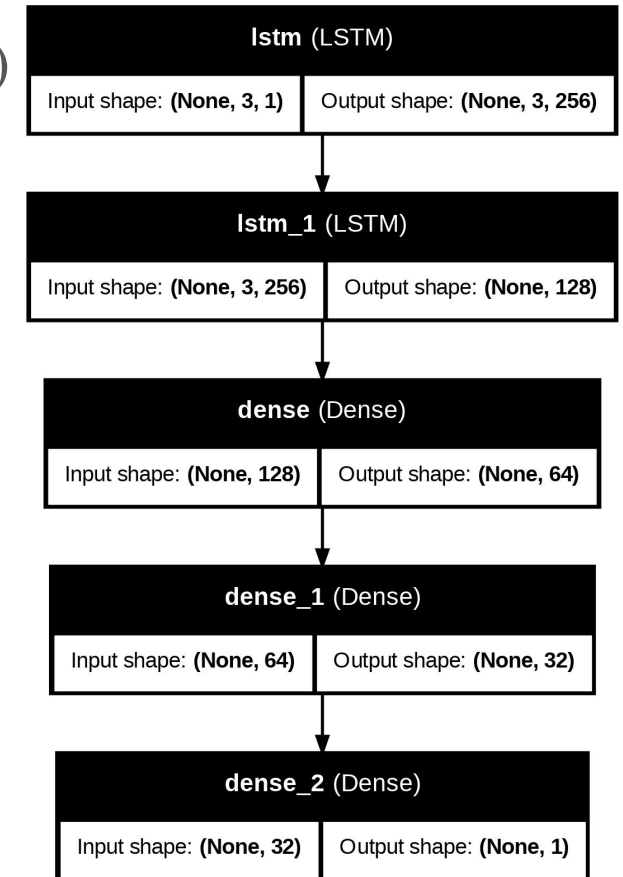 )
lstm (LSTM)
Input shape: (None, 3, 1) Output shape: (None, 3, 256)
lstm_1 (LSTM)
Input shape: (None, 3, 256) Output shape: (None, 128)
dense (Dense)
Input shape: (None, 128) Output shape: (None, 64)
dense_1 (Dense)
Input shape: (None, 64) Output shape: (None, 32)
dense_2 (Dense)
Input shape: (None, 32) Output shape: (None, 1)